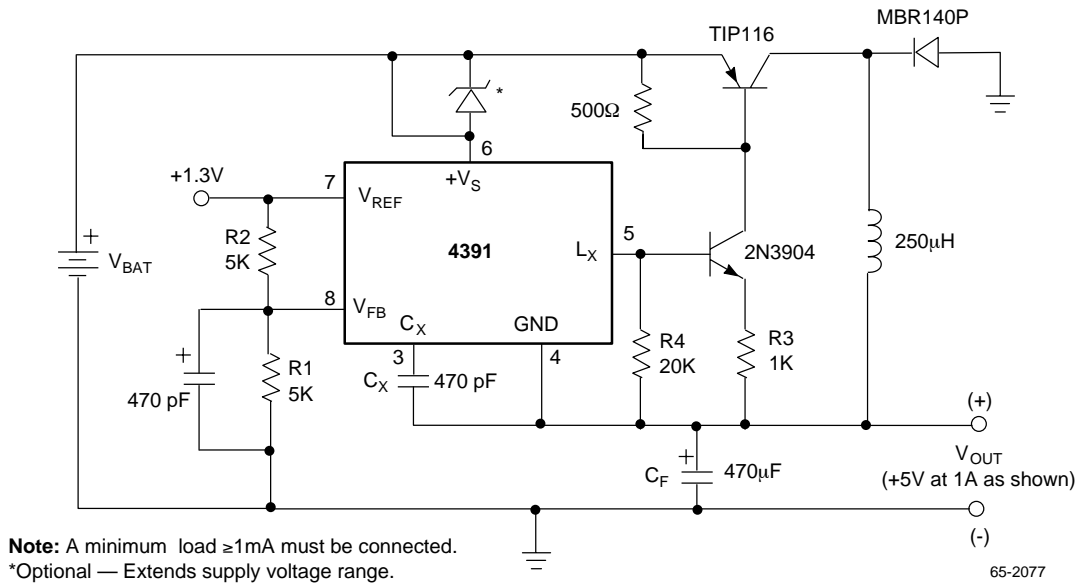 MBR140P
TIP116
*
500Ω
6
+V_S
+1.3V
7
V_REF
R2
5K
4391
5
L_X
2N3904
250µH
+
V_BAT
8
V_FB
C_X
GND
3
4
R4
20K
R3
1K
+
R1
5K
470 pF
C_X
470 pF
(+)
+
C_F
470µF
V_OUT
(+5V at 1A as shown)
(-)
Note: A minimum load ≥1mA must be connected.
*Optional — Extends supply voltage range.
65-2077